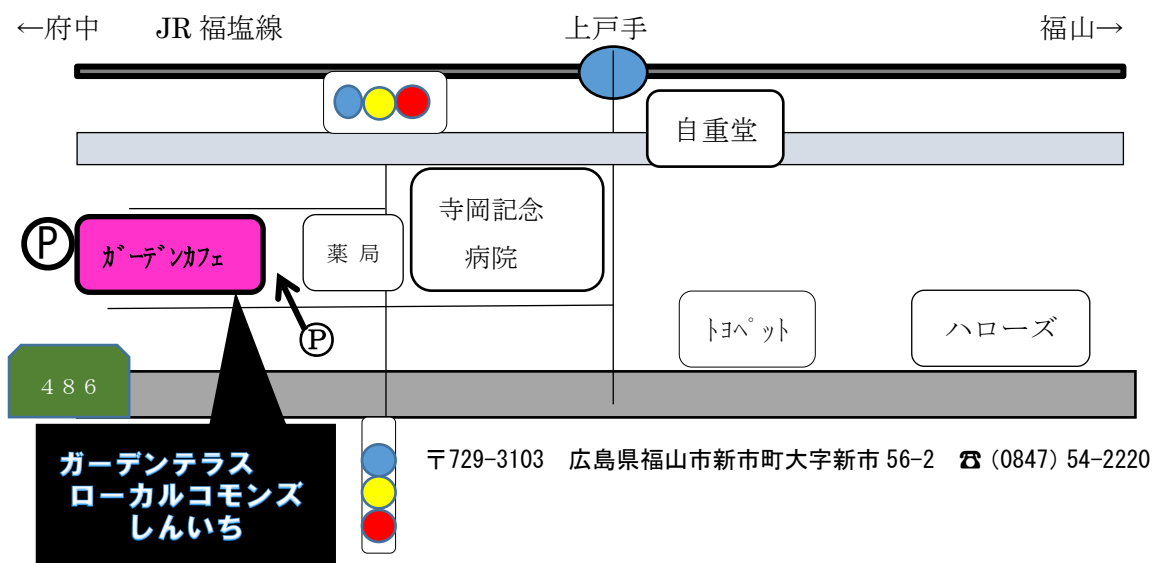 ←府中 JR 福塩線 上戸手 福山→
自重堂
寺岡記念
病院
Ⓟ
ｶﾞｰﾃﾞﾝｶﾌｪ
薬局
Ⓟ
ﾄﾖﾍﾟｯﾄ
ハローズ
４８６
ガーデンテラス
ローカルコモンズ
しんいち
〒729-3103 広島県福山市新市町大字新市 56-2 ☎ (0847) 54-2220